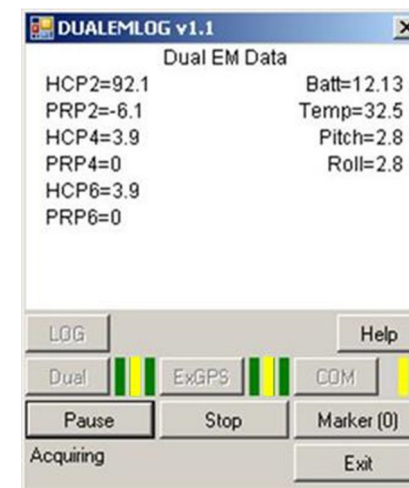 DUALEMLOG v1.1
Dual EM Data
HCP2=92.1 Batt=12.13
PRP2=-6.1 Temp=32.5
HCP4=3.9 Pitch=2.8
PRP4=0 Roll=2.8
HCP6=3.9
PRP6=0
LOG Help
Dual ExGPS COM
Pause Stop Marker (0)
Acquiring Exit